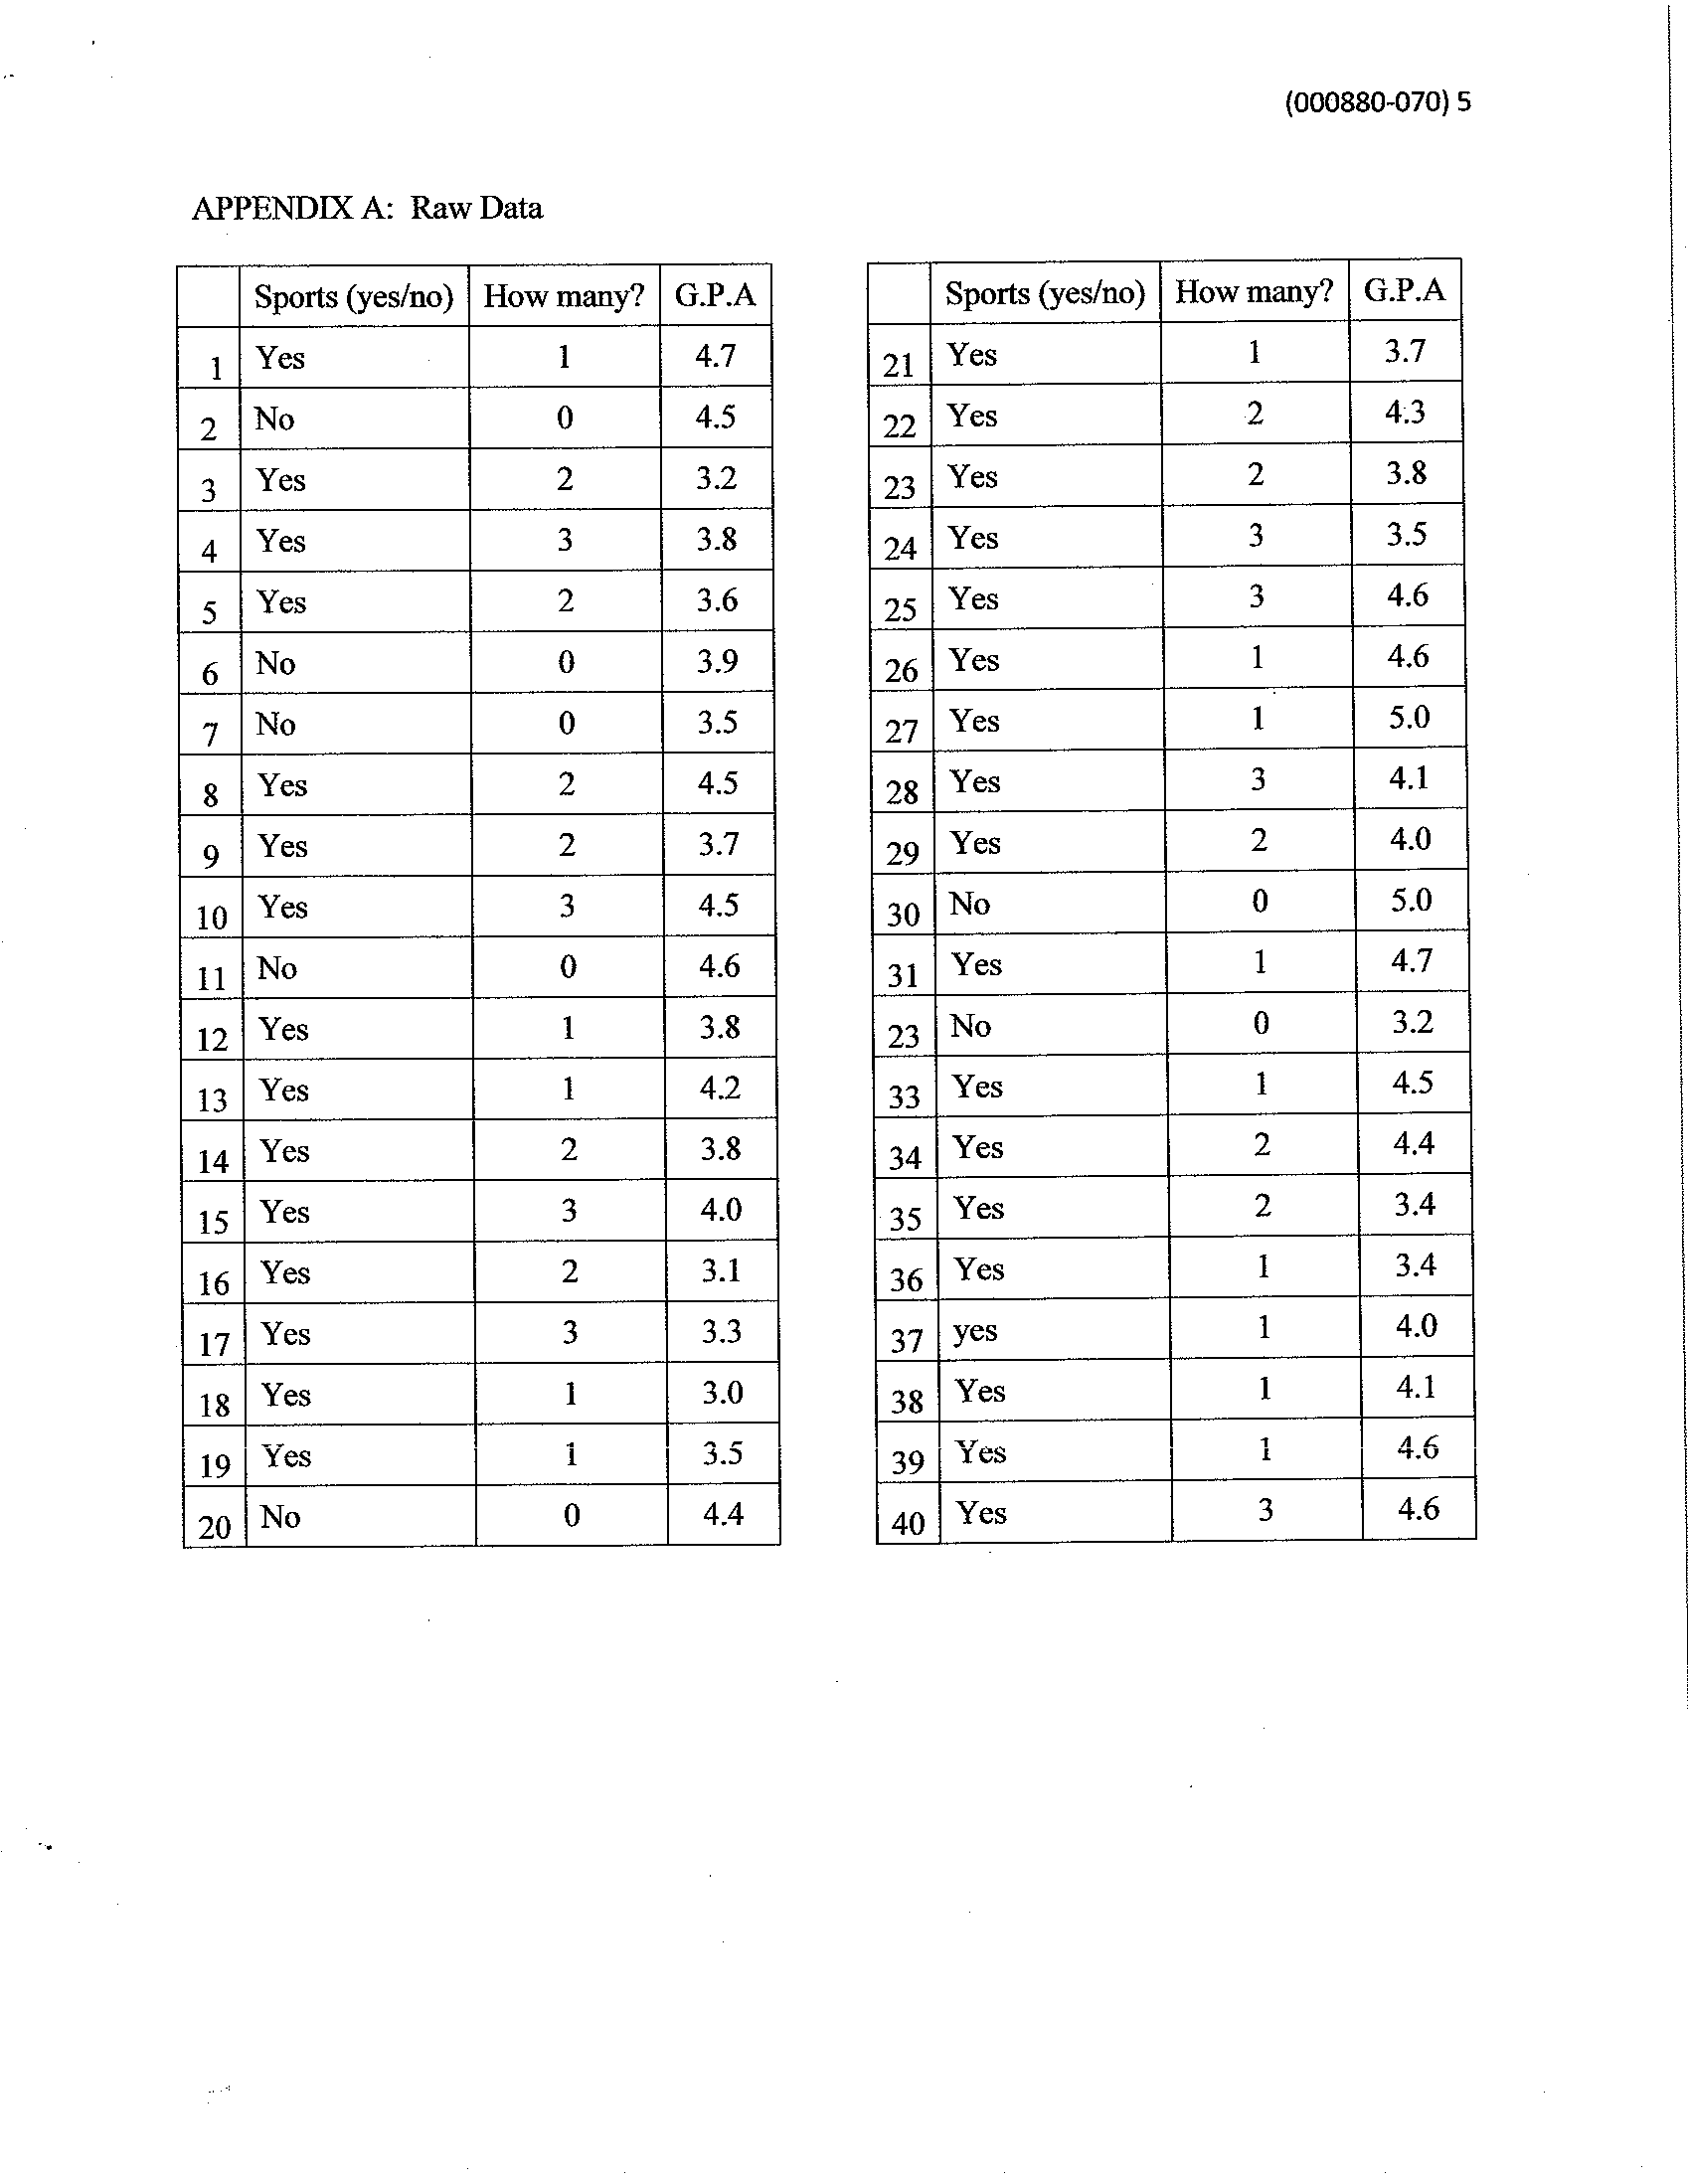 (000880-070) 5
APPENDIX A: Raw Data
Sports (yes/no) How many? G.P.A
1 Yes 1 4.7
2 No 0 4.5
3 Yes 2 3.2
4 Yes 3 3.8
5 Yes 2 3.6
6 No 0 3.9
7 No 0 3.5
8 Yes 2 4.5
9 Yes 2 3.7
10 Yes 3 4.5
11 No 0 4.6
12 Yes 1 3.8
13 Yes 1 4.2
14 Yes 2 3.8
15 Yes 3 4.0
16 Yes 2 3.1
17 Yes 3 3.3
18 Yes 1 3.0
19 Yes 1 3.5
20 No 0 4.4
Sports (yes/no) How many? G.P.A
21 Yes 1 3.7
22 Yes 2 4.3
23 Yes 2 3.8
24 Yes 3 3.5
25 Yes 3 4.6
26 Yes 1 4.6
27 Yes 1 5.0
28 Yes 3 4.1
29 Yes 2 4.0
30 No 0 5.0
31 Yes 1 4.7
23 No 0 3.2
33 Yes 1 4.5
34 Yes 2 4.4
35 Yes 2 3.4
36 Yes 1 3.4
37 yes 1 4.0
38 Yes 1 4.1
39 Yes 1 4.6
40 Yes 3 4.6